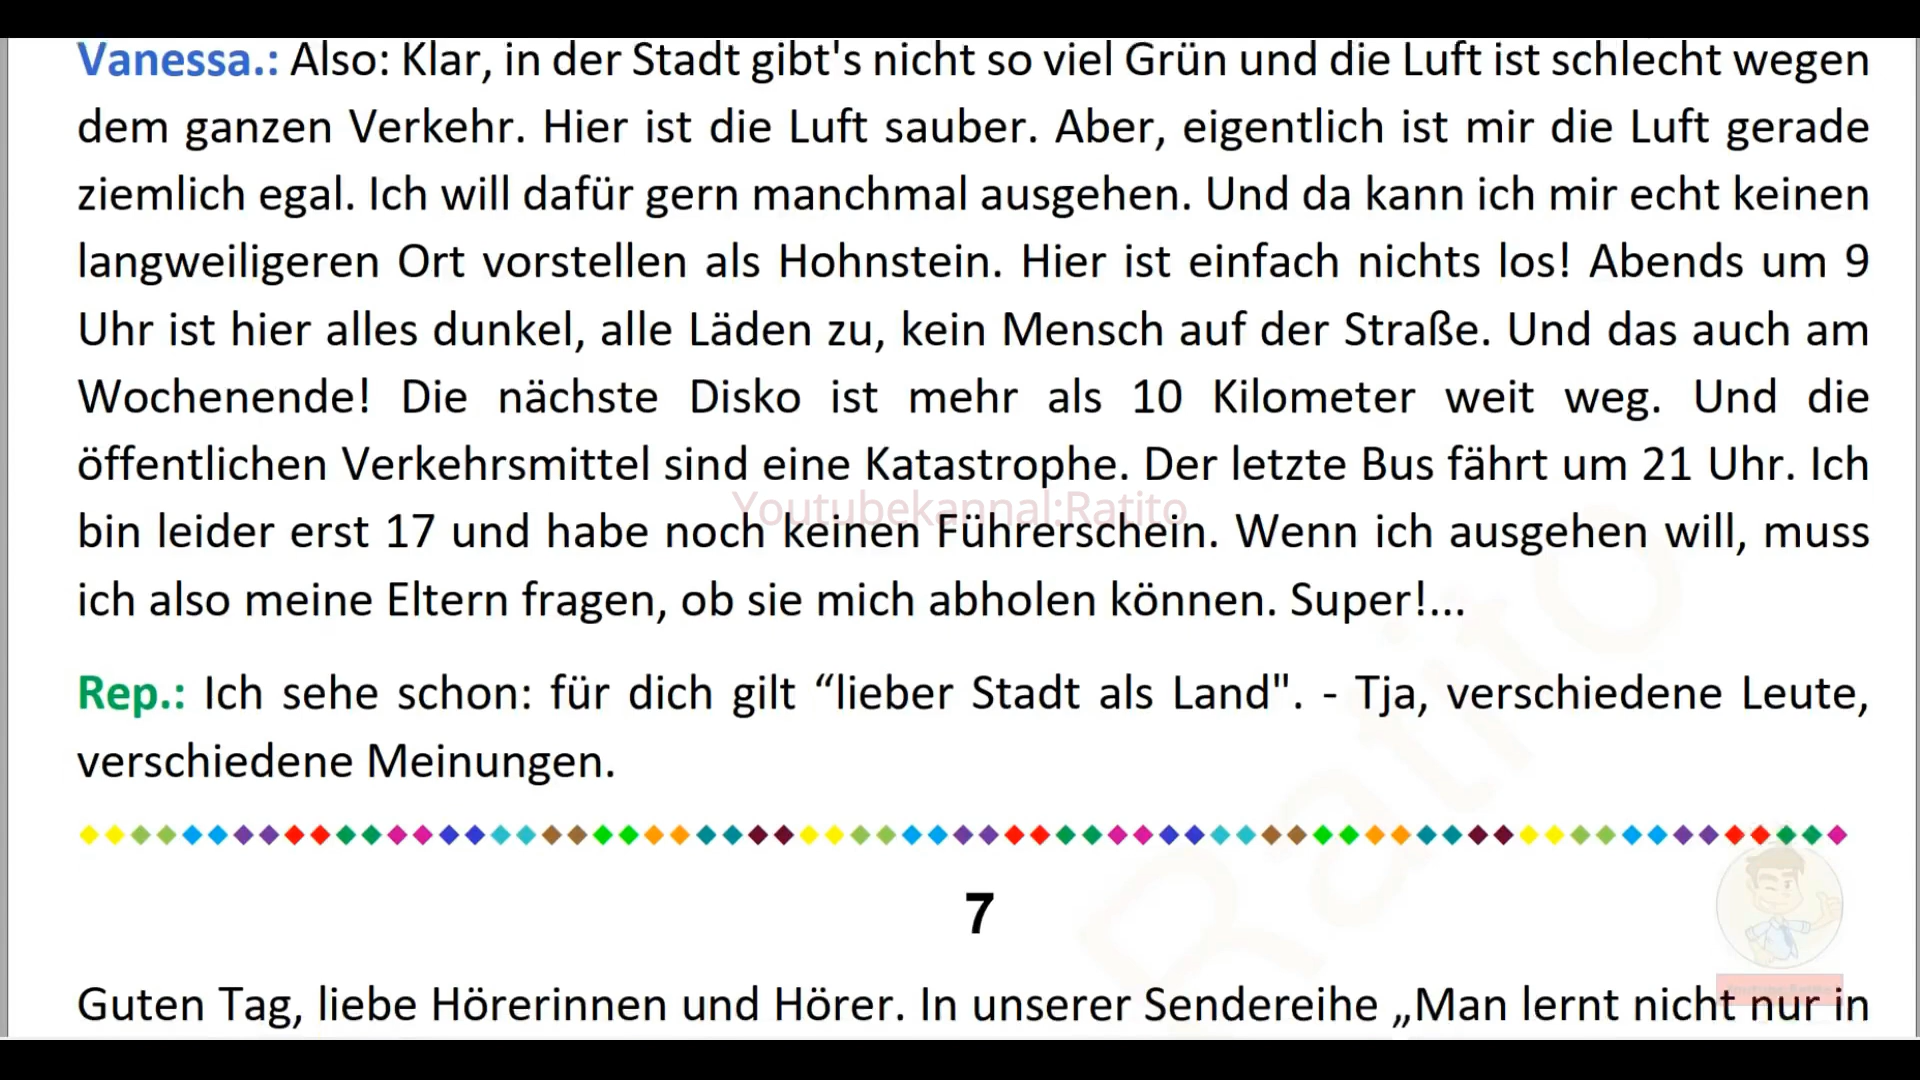 Vanessa.: Also: Klar, in der Stadt gibt's nicht so viel Grün und die Luft ist schlecht wegen
dem ganzen Verkehr. Hier ist die Luft sauber. Aber, eigentlich ist mir die Luft gerade
ziemlich egal. Ich will dafür gern manchmal ausgehen. Und da kann ich mir echt keinen
langweiligeren Ort vorstellen als Hohnstein. Hier ist einfach nichts los! Abends um 9
Uhr ist hier alles dunkel, alle Läden zu, kein Mensch auf der Straße. Und das auch am
Wochenende! Die nächste Disko ist mehr als 10 Kilometer weit weg. Und die
öffentlichen Verkehrsmittel sind eine Katastrophe. Der letzte Bus fährt um 21 Uhr. Ich
Youtubekannal:Ratito
bin leider erst 17 und habe noch keinen Führerschein. Wenn ich ausgehen will, muss
ich also meine Eltern fragen, ob sie mich abholen können. Super!...
Rep.: Ich sehe schon: für dich gilt “lieber Stadt als Land". - Tja, verschiedene Leute,
verschiedene Meinungen.
Ratito
7
Guten Tag, liebe Hörerinnen und Hörer. In unserer Sendereihe „Man lernt nicht nur in